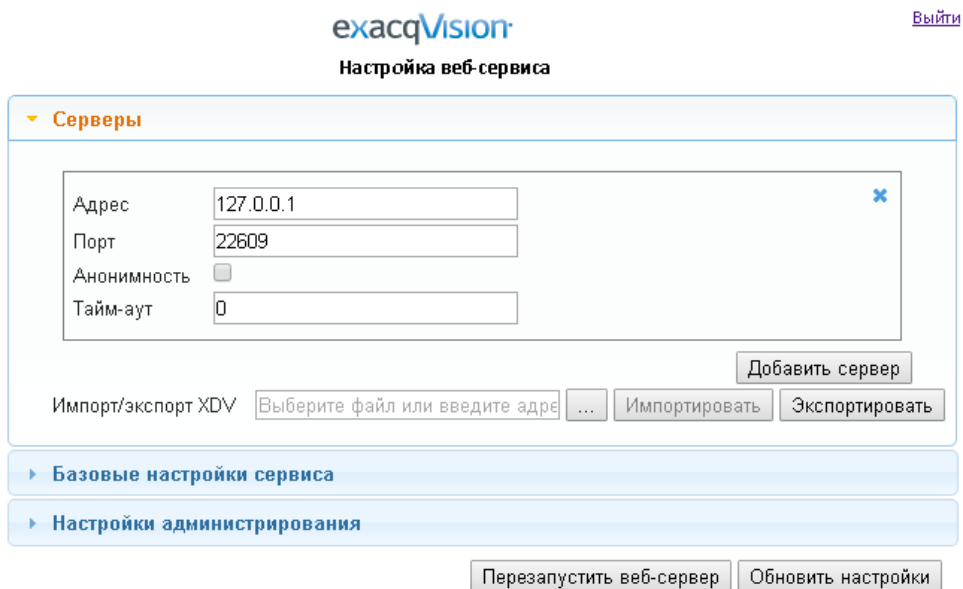 exacqVision
Выйти
Настройка веб-сервиса
Серверы
Адрес 127.0.0.1
Порт 22609
Анонимность
Тайм-аут 0
Добавить сервер
Импорт/экспорт XDV Выберите файл или введите адре ... Импортировать Экспортировать
Базовые настройки сервиса
Настройки администрирования
Перезапустить веб-сервер Обновить настройки